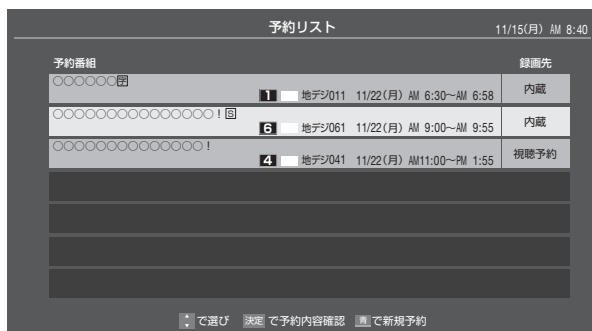 予約リスト 11/15(月) AM 8:40
予約番組 録画先
○○○○○○字
1 地デジ011 11/22(月) AM 6:30〜AM 6:58 内蔵
○○○○○○○○○○○○○○○!S
6 地デジ061 11/22(月) AM 9:00〜AM 9:55 内蔵
○○○○○○○○○○○○○○!
4 地デジ041 11/22(月) AM11:00〜PM 1:55 視聴予約
で選び 決定 で予約内容確認 青 で新規予約